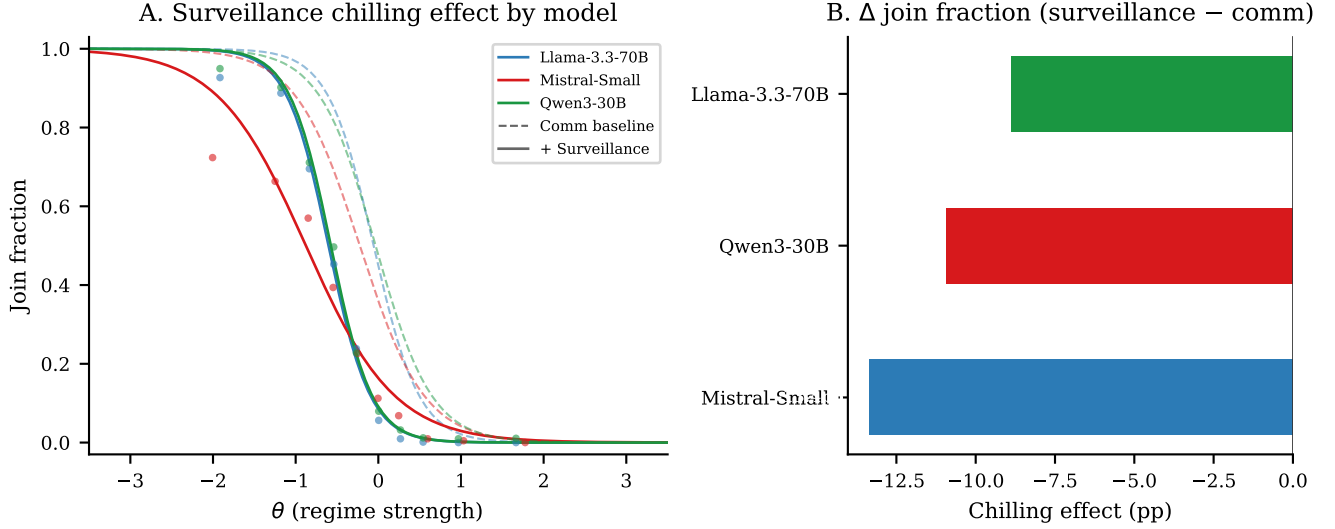 A. Surveillance chilling effect by model
1.0
0.8
0.6
0.4
0.2
0.0
Join fraction
Llama-3.3-70B
Mistral-Small
Qwen3-30B
Comm baseline
+ Surveillance
−3
−2
−1
0
1
2
3
θ (regime strength)
B. Δ join fraction (surveillance − comm)
Llama-3.3-70B
Qwen3-30B
Mistral-Small
−12.5
−10.0
−7.5
−5.0
−2.5
0.0
Chilling effect (pp)